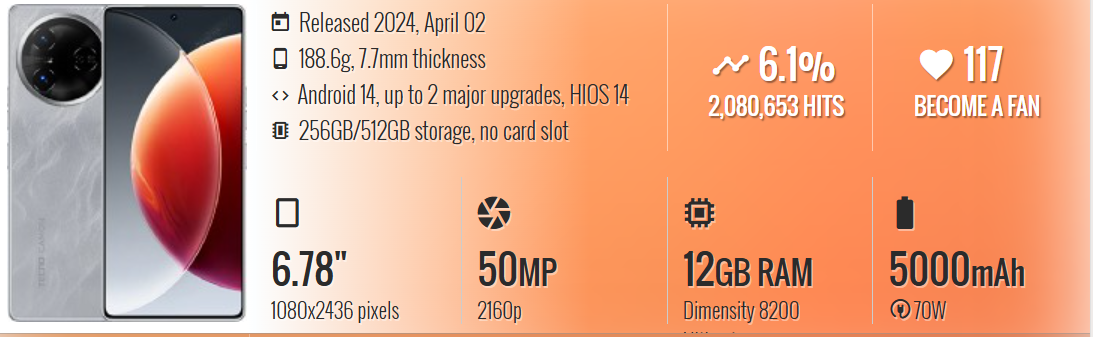 Released 2024, April 02
188.6g, 7.7mm thickness
Android 14, up to 2 major upgrades, HIOS 14
256GB/512GB storage, no card slot
6.1%
2,080,653 HITS
117
BECOME A FAN
6.78"
1080x2436 pixels
50MP
2160p
12GB RAM
Dimensity 8200
5000mAh
70W
TECNO CAMON